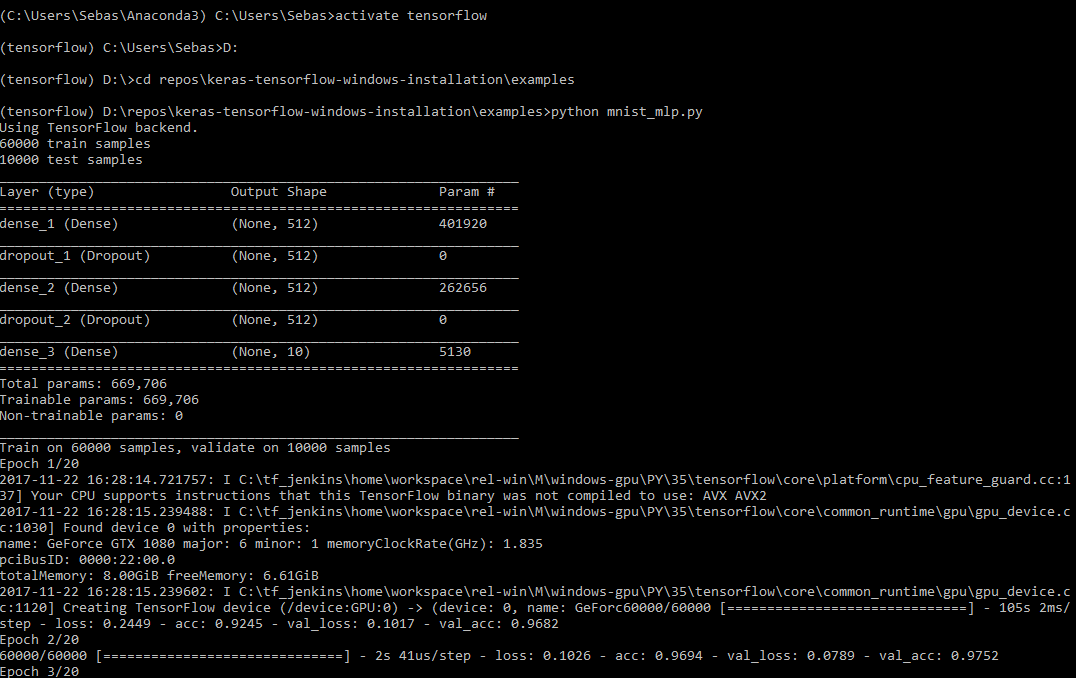 (C:\Users\Sebas\Anaconda3) C:\Users\Sebas>activate tensorflow
(tensorflow) C:\Users\Sebas>D:
(tensorflow) D:\>cd repos\keras-tensorflow-windows-installation\examples
(tensorflow) D:\repos\keras-tensorflow-windows-installation\examples>python mnist_mlp.py
Using TensorFlow backend.
60000 train samples
10000 test samples
_________________________________________________________________
Layer (type)                 Output Shape              Param #
=================================================================
dense_1 (Dense)              (None, 512)               401920
_________________________________________________________________
dropout_1 (Dropout)          (None, 512)               0
_________________________________________________________________
dense_2 (Dense)              (None, 512)               262656
_________________________________________________________________
dropout_2 (Dropout)          (None, 512)               0
_________________________________________________________________
dense_3 (Dense)              (None, 10)                5130
=================================================================
Total params: 669,706
Trainable params: 669,706
Non-trainable params: 0
_________________________________________________________________
Train on 60000 samples, validate on 10000 samples
Epoch 1/20
2017-11-22 16:28:14.721757: I C:\tf_jenkins\home\workspace\rel-win\M\windows-gpu\PY\35\tensorflow\core\platform\cpu_feature_guard.cc:1
37] Your CPU supports instructions that this TensorFlow binary was not compiled to use: AVX AVX2
2017-11-22 16:28:15.239488: I C:\tf_jenkins\home\workspace\rel-win\M\windows-gpu\PY\35\tensorflow\core\common_runtime\gpu\gpu_device.c
c:1030] Found device 0 with properties:
name: GeForce GTX 1080 major: 6 minor: 1 memoryClockRate(GHz): 1.835
pciBusID: 0000:22:00.0
totalMemory: 8.00GiB freeMemory: 6.61GiB
2017-11-22 16:28:15.239602: I C:\tf_jenkins\home\workspace\rel-win\M\windows-gpu\PY\35\tensorflow\core\common_runtime\gpu\gpu_device.c
c:1120] Creating TensorFlow device (/device:GPU:0) -> (device: 0, name: GeForc60000/60000 [==============================] - 105s 2ms/
step - loss: 0.2449 - acc: 0.9245 - val_loss: 0.1017 - val_acc: 0.9682
Epoch 2/20
60000/60000 [==============================] - 2s 41us/step - loss: 0.1026 - acc: 0.9694 - val_loss: 0.0789 - val_acc: 0.9752
Epoch 3/20